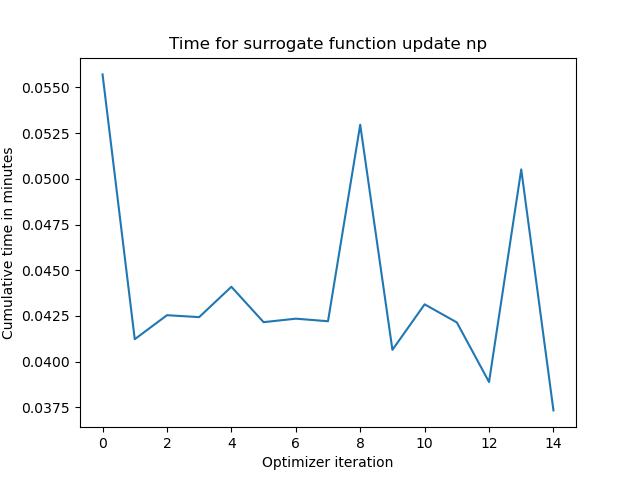 Time for surrogate function update np
Cumulative time in minutes
0.0550
0.0525
0.0500
0.0475
0.0450
0.0425
0.0400
0.0375
0 2 4 6 8 10 12 14
Optimizer iteration